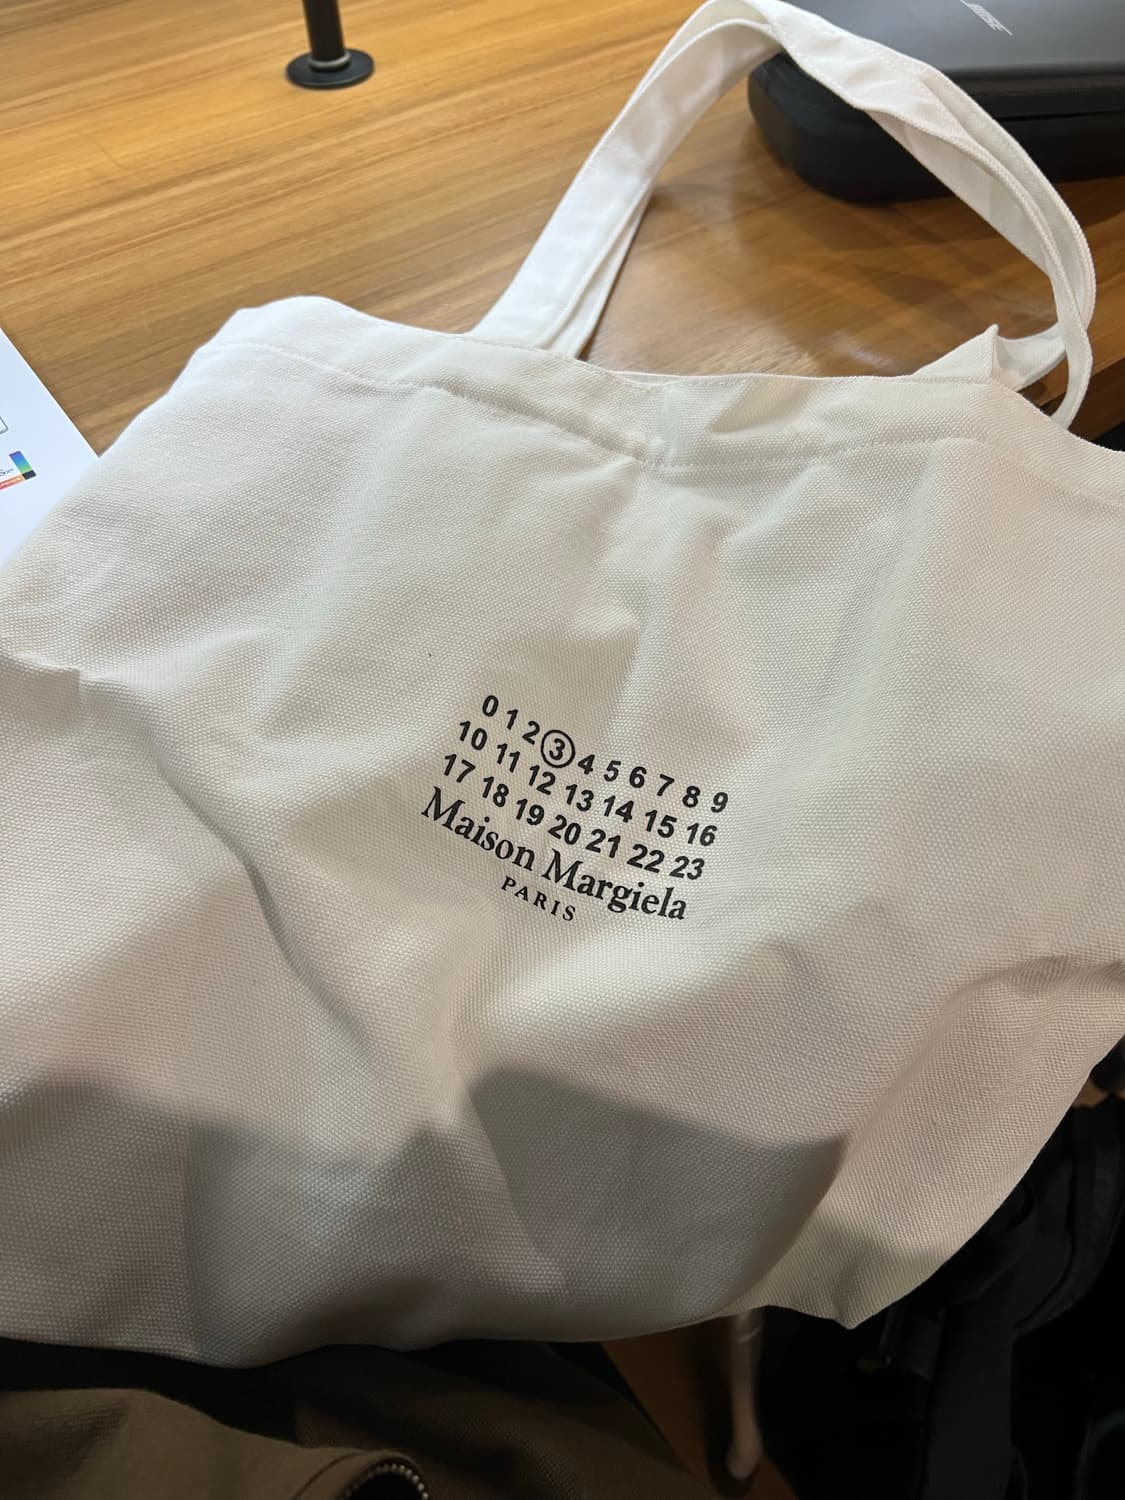 BOSE
0 1 2 3 4 5 6 7 8 9
10 11 12 13 14 15 16
17 18 19 20 21 22 23
Maison Margiela
PARIS